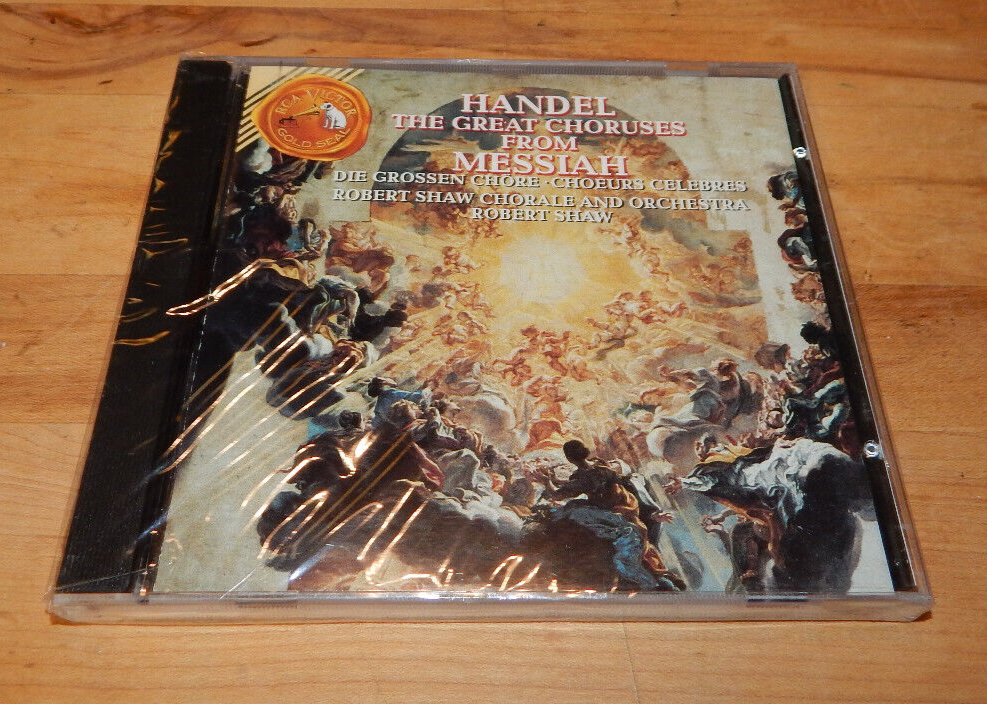 RCA VICTOR
GOLD SEAL
HANDEL
THE GREAT CHORUSES
FROM
MESSIAH
DIE GROSSEN CHÖRE · CHOEURS CELEBRES
ROBERT SHAW CHORALE AND ORCHESTRA
ROBERT SHAW